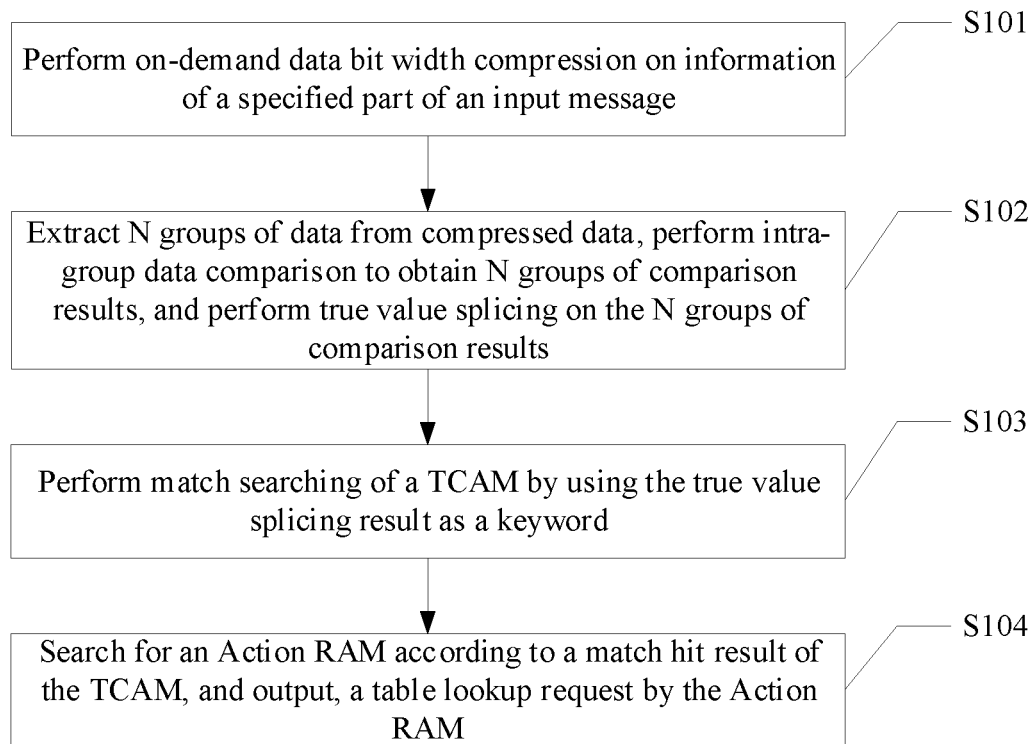 S101
Perform on-demand data bit width compression on information
of a specified part of an input message
S102
Extract N groups of data from compressed data, perform intra-
group data comparison to obtain N groups of comparison
results, and perform true value splicing on the N groups of
comparison results
S103
Perform match searching of a TCAM by using the true value
splicing result as a keyword
S104
Search for an Action RAM according to a match hit result of
the TCAM, and output, a table lookup request by the Action
RAM